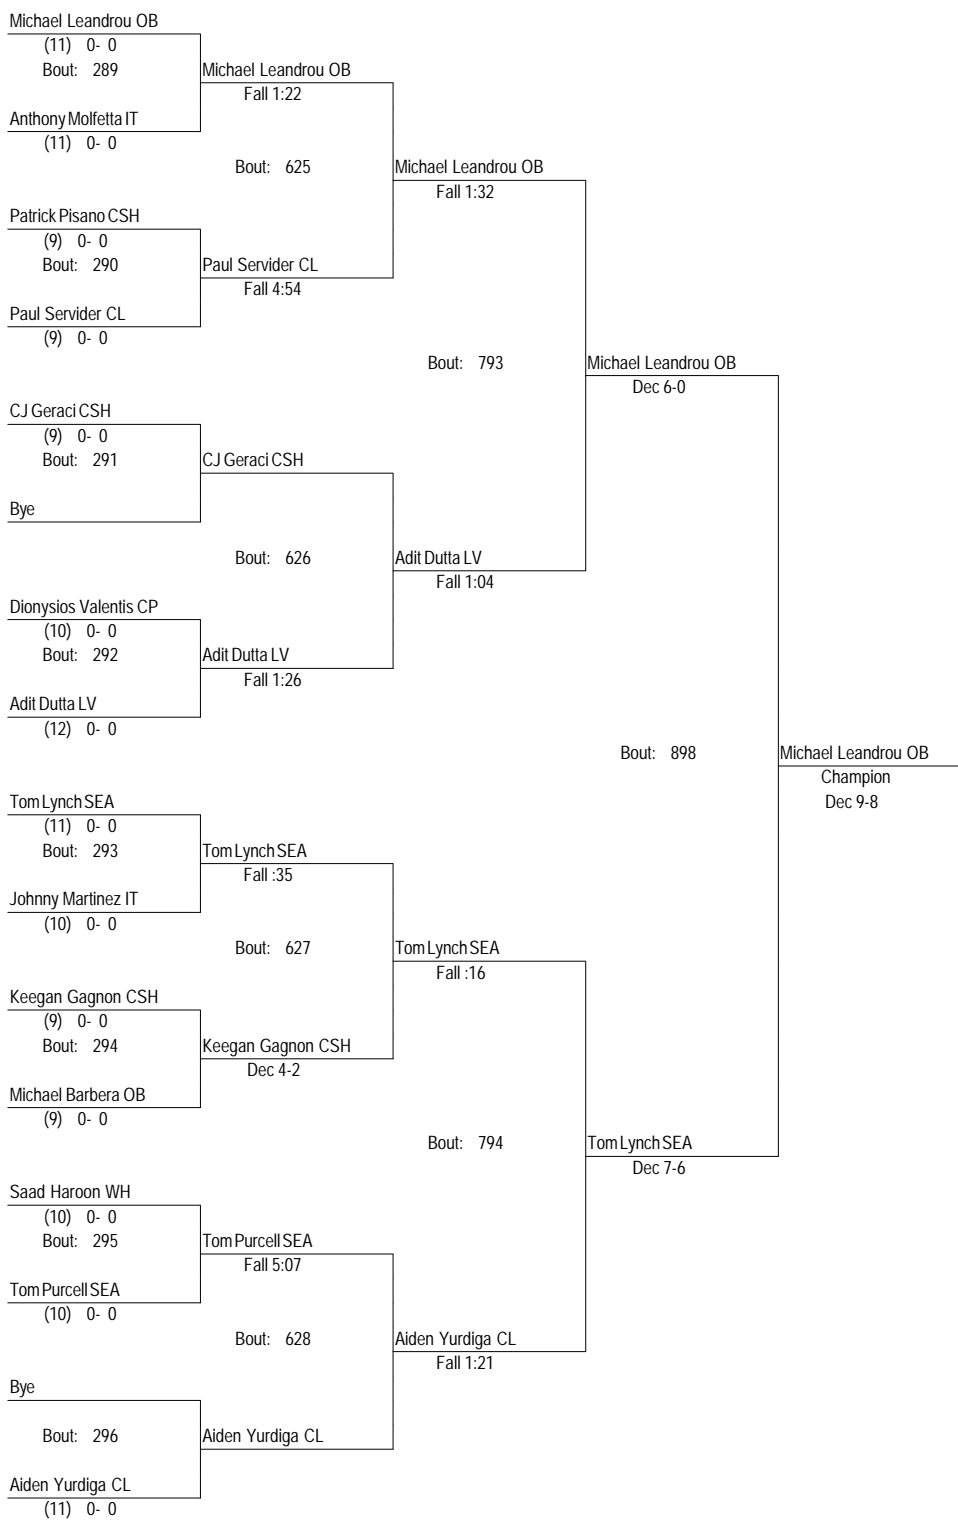 Michael Leandrou OB
(11) 0- 0
Bout: 289
Michael Leandrou OB
Fall 1:22
Anthony Molfetta IT
(11) 0- 0
Bout: 625
Michael Leandrou OB
Fall 1:32
Patrick Pisano CSH
(9) 0- 0
Bout: 290
Paul Servider CL
Fall 4:54
Paul Servider CL
(9) 0- 0
Bout: 793
Michael Leandrou OB
Dec 6-0
CJ Geraci CSH
(9) 0- 0
Bout: 291
CJ Geraci CSH
Bye
Bout: 626
Adit Dutta LV
Fall 1:04
Dionysios Valentis CP
(10) 0- 0
Bout: 292
Adit Dutta LV
Fall 1:26
Adit Dutta LV
(12) 0- 0
Bout: 898
Michael Leandrou OB
Champion
Dec 9-8
Tom Lynch SEA
(11) 0- 0
Bout: 293
Tom Lynch SEA
Fall :35
Johnny Martinez IT
(10) 0- 0
Bout: 627
Tom Lynch SEA
Fall :16
Keegan Gagnon CSH
(9) 0- 0
Bout: 294
Keegan Gagnon CSH
Dec 4-2
Michael Barbera OB
(9) 0- 0
Bout: 794
Tom Lynch SEA
Dec 7-6
Saad Haroon WH
(10) 0- 0
Bout: 295
Tom Purcell SEA
Fall 5:07
Tom Purcell SEA
(10) 0- 0
Bout: 628
Aiden Yurdiga CL
Fall 1:21
Bye
Bout: 296
Aiden Yurdiga CL
Aiden Yurdiga CL
(11) 0- 0